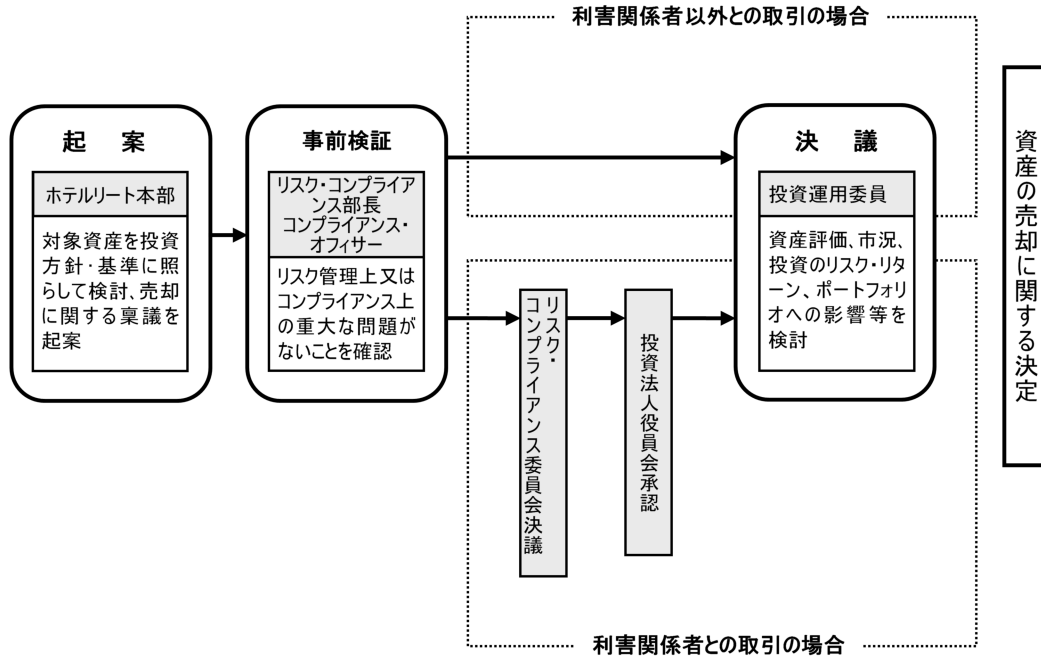 利害関係者以外との取引の場合
起 案
ホテルリート本部
対象資産を投資
方針・基準に照
らして検討、売却
に関する稟議を
起案
事前検証
リスク・コンプライア
ンス部長
コンプライアンス・
オフィサー
リスク管理上又は
コンプライアンス上
の重大な問題が
ないことを確認
リスク・
コンプライアンス委員会決議
投資法人役員会承認
決 議
投資運用委員
資産評価、市況、
投資のリスク・リタ
ーン、ポートフォリ
オへの影響等を
検討
資産の売却に関する決定
利害関係者との取引の場合